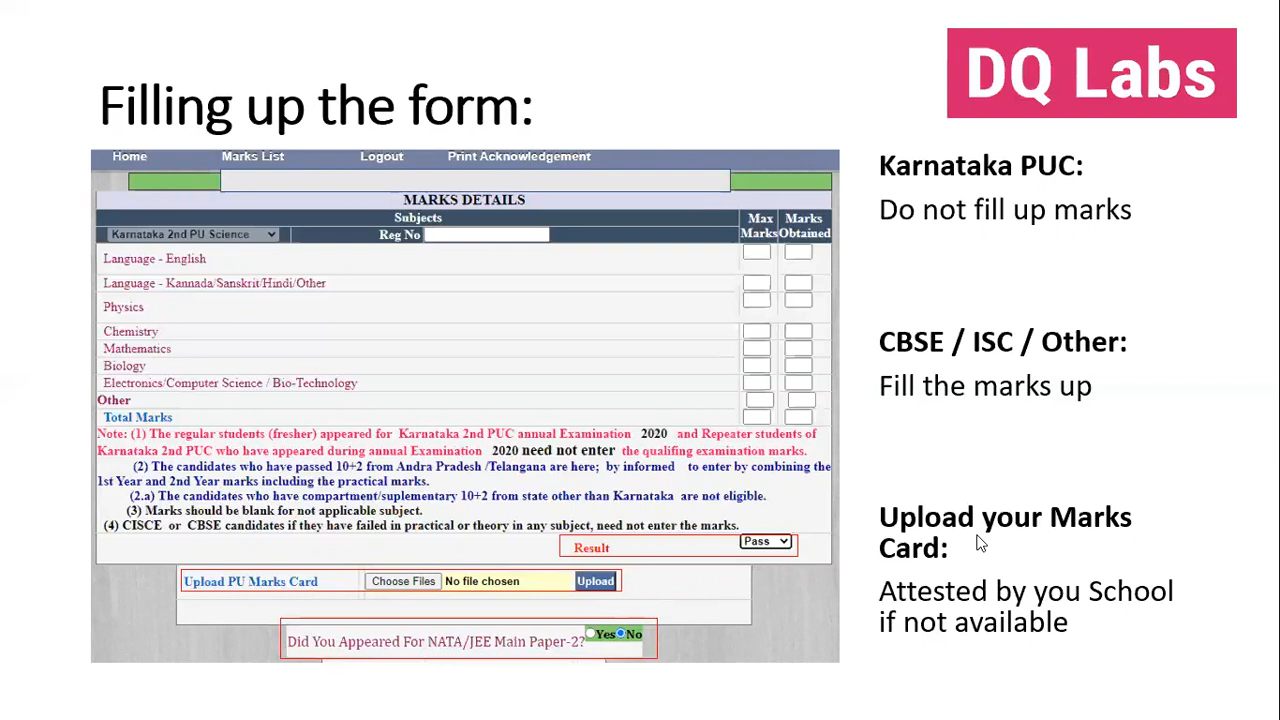 DQ Labs
Filling up the form:
Home Marks List Logout Print Acknowledgement
MARKS DETAILS
Subjects
Max Marks
Marks Obtained
Karnataka 2nd PU Science Reg No
Language - English
Language - Kannada/Sanskrit/Hindi/Other
Physics
Chemistry
Mathematics
Biology
Electronics/Computer Science / Bio-Technology
Other
Total Marks
Note: (1) The regular students (fresher) appeared for Karnataka 2nd PUC annual Examination 2020 and Repeater students of
Karnataka 2nd PUC who have appeared during annual Examination 2020 need not enter the qualifing examination marks.
(2) The candidates who have passed 10+2 from Andra Pradesh /Telangana are here; by informed to enter by combining the
1st Year and 2nd Year marks including the practical marks.
(2.a) The candidates who have compartment/suplementary 10+2 from state other than Karnataka are not eligible.
(3) Marks should be blank for not applicable subject.
(4) CISCE or CBSE candidates if they have failed in practical or theory in any subject, need not enter the marks.
Result Pass
Upload PU Marks Card Choose Files No file chosen Upload
Did You Appeared For NATA/JEE Main Paper-2? Yes No
Karnataka PUC:
Do not fill up marks
CBSE / ISC / Other:
Fill the marks up
Upload your Marks
Card:
Attested by you School
if not available